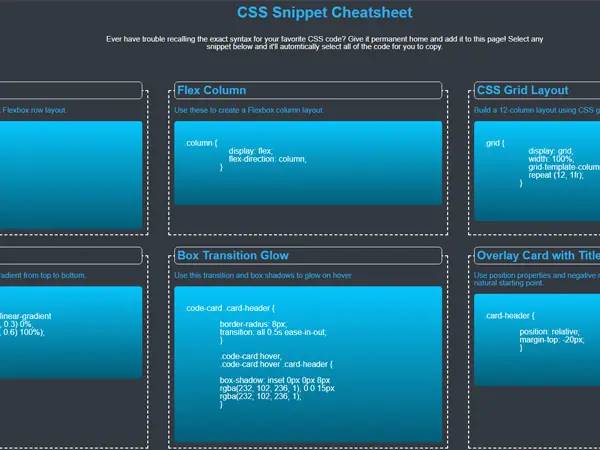 CSS Snippet Cheatsheet
Ever have trouble recalling the exact syntax for your favorite CSS code? Give it permanent home and add it to this page! Select any
snippet below and it'll automtically select all of the code for you to copy.
Flexbox row layout.
Flex Column
Use these to create a Flexbox column layout
.column {
display: flex;
flex-direction: column,
}
CSS Grid Layout
Build a 12-column layout using CSS g
.grid {
display: grid,
width: 100%,
grid-template-colum
repeat (12, 1fr);
}
adient from top to bottom.
linear-gradient
, 0.3) 0%,
, 0.6) 100%),
Box Transition Glow
Use this transition and box shadows to glow on hover
.code-card .card-header {
border-radius: 8px;
transition: all 0.5s ease-in-out;
}
.code-card:hover,
.code-card:hover .card-header {
box-shadow: inset 0px 0px 8px
rgba(232, 102, 236, 1), 0 0 15px
rgba(232, 102, 236, 1);
}
Overlay Card with Title
Use position properties and negative m
natural starting point.
.card-header {
position: relative;
margin-top: -20px;
}